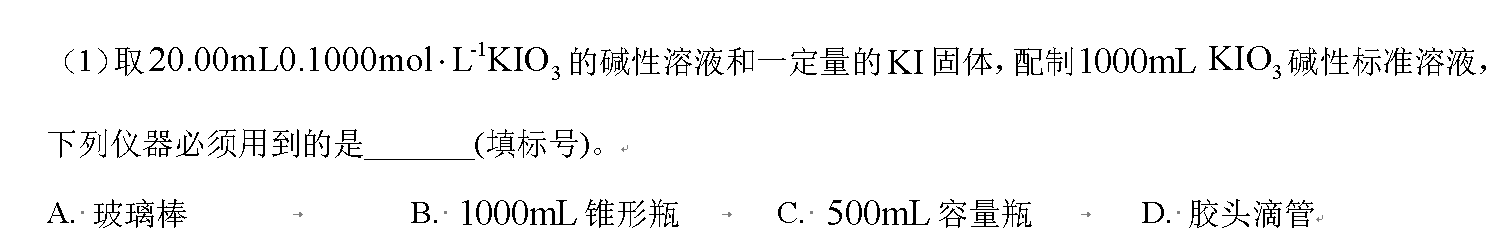 （1）取20.00mL0.1000mol·L⁻¹KIO₃的碱性溶液和一定量的KI固体，配制1000mL KIO₃碱性标准溶液，
下列仪器必须用到的是_______(填标号)。
A. 玻璃棒 B. 1000mL锥形瓶 C. 500mL容量瓶 D. 胶头滴管